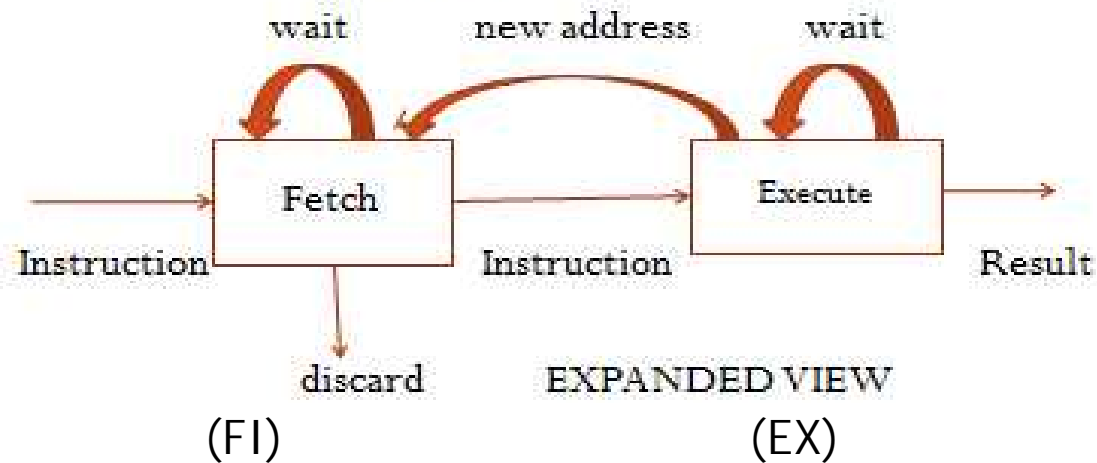 wait
new address
wait
Fetch
Execute
Instruction
Instruction
Result
discard
EXPANDED VIEW
(FI)
(EX)